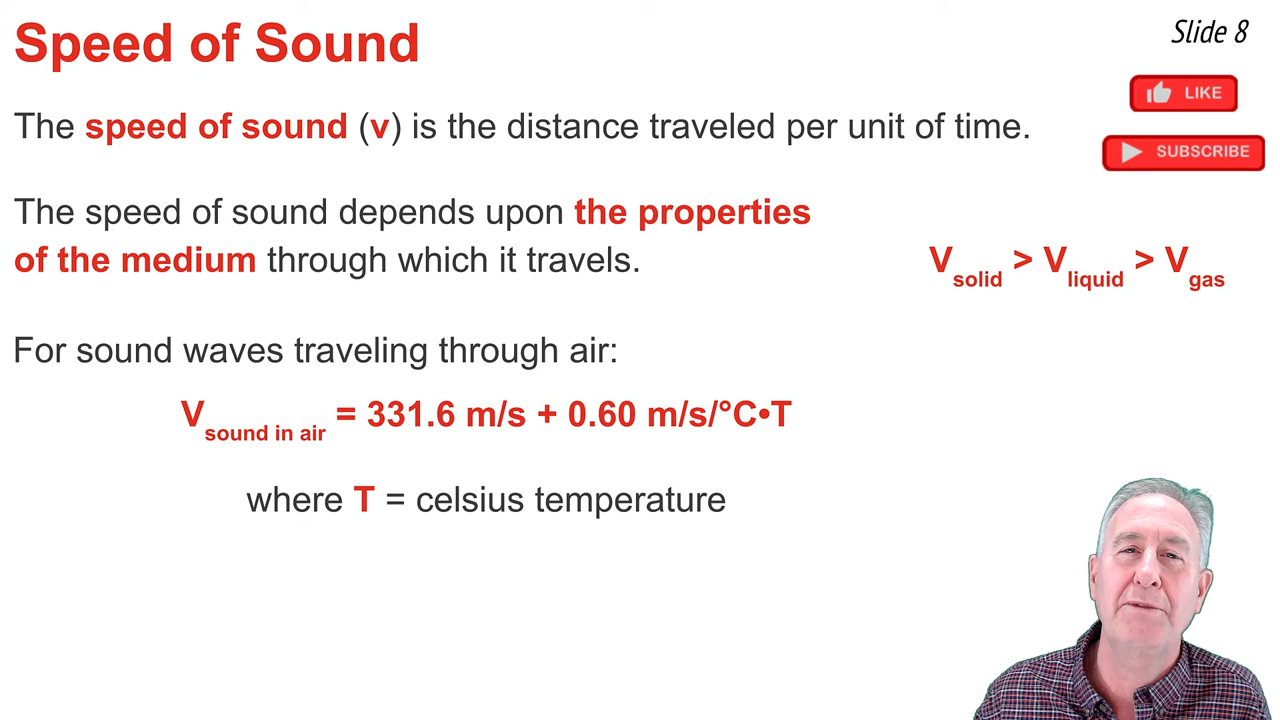 Speed of Sound
Slide 8
LIKE
The speed of sound (v) is the distance traveled per unit of time.
SUBSCRIBE
The speed of sound depends upon the properties
of the medium through which it travels.
Vsolid > Vliquid > Vgas
For sound waves traveling through air:
Vsound in air = 331.6 m/s + 0.60 m/s/°C•T
where T = celsius temperature